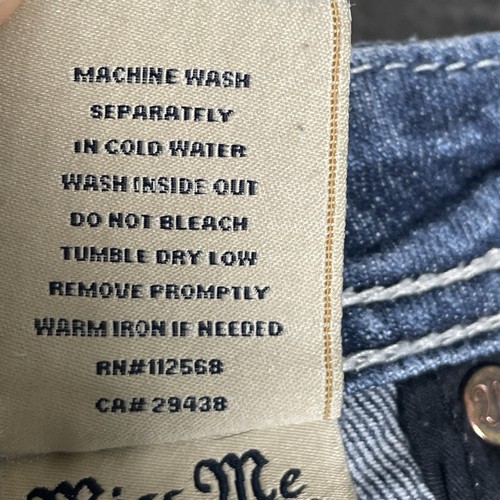 MACHINE WASH
SEPARATELY
IN COLD WATER
WASH INSIDE OUT
DO NOT BLEACH
TUMBLE DRY LOW
REMOVE PROMPTLY
WARM IRON IF NEEDED
RN#112568
CA# 29438
Miss Me